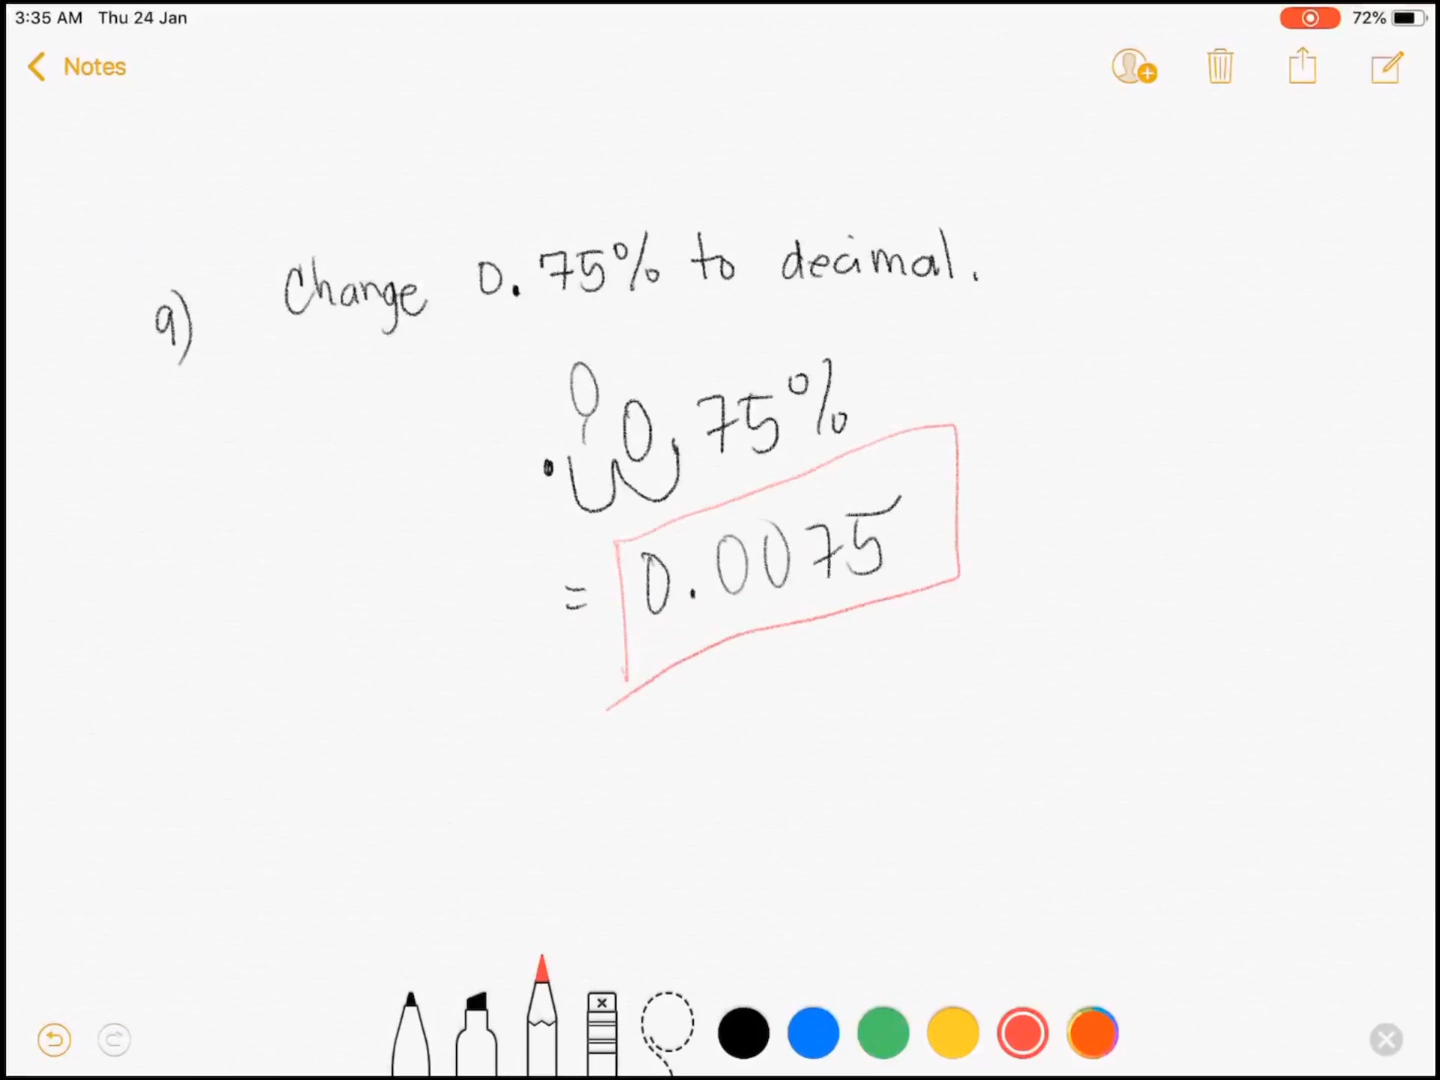 3:35 AM Thu 24 Jan
72%
Notes
9) Change 0.75% to decimal.
0
.0.75%
= 0.0075